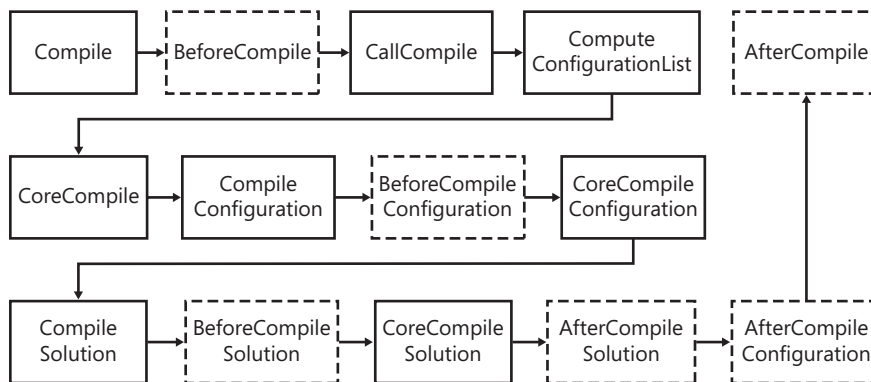 Compile
BeforeCompile
CallCompile
Compute
ConfigurationList
AfterCompile
CoreCompile
Compile
Configuration
BeforeCompile
Configuration
CoreCompile
Configuration
Compile
Solution
BeforeCompile
Solution
CoreCompile
Solution
AfterCompile
Solution
AfterCompile
Configuration